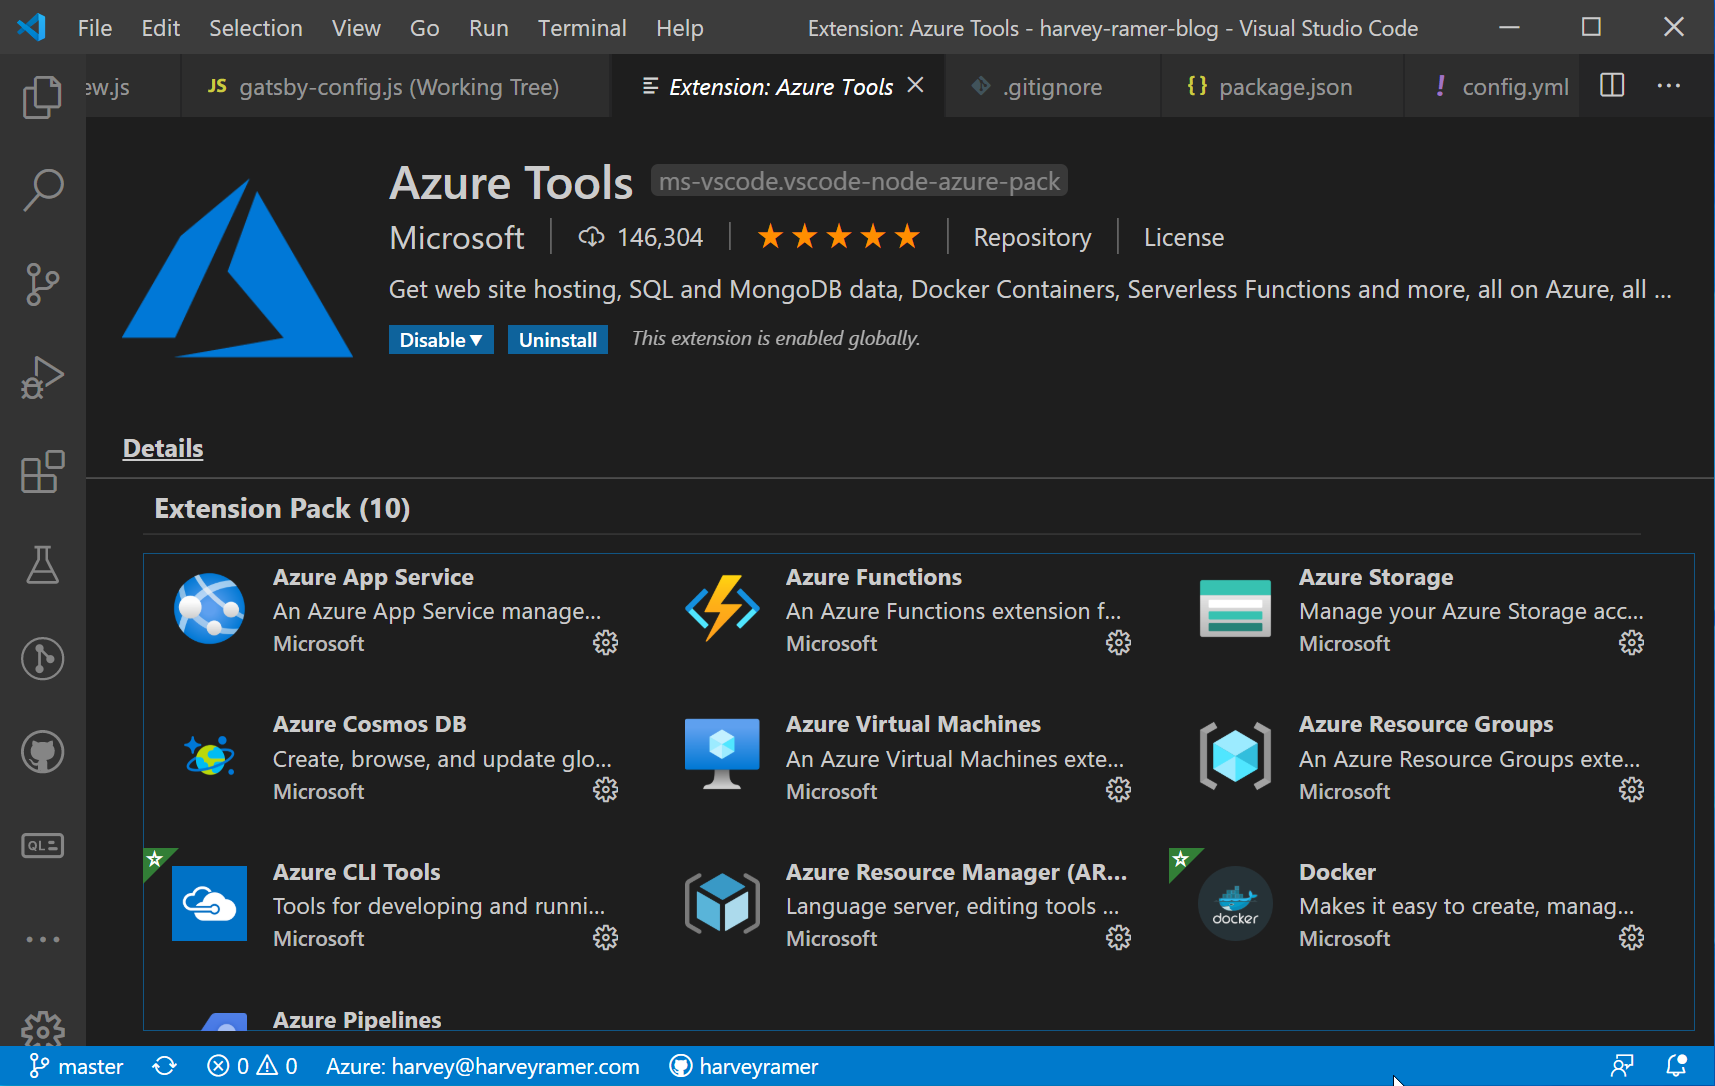 File Edit Selection View Go Run Terminal Help Extension: Azure Tools - harvey-ramer-blog - Visual Studio Code
ew.js JS gatsby-config.js (Working Tree) Extension: Azure Tools .gitignore {} package.json ! config.yml ...
Azure Tools ms-vscode.vscode-node-azure-pack
Microsoft 146,304 Repository License
Get web site hosting, SQL and MongoDB data, Docker Containers, Serverless Functions and more, all on Azure, all ...
Disable Uninstall This extension is enabled globally.
Details
Extension Pack (10)
Azure App Service
An Azure App Service manage...
Microsoft
Azure Functions
An Azure Functions extension f...
Microsoft
Azure Storage
Manage your Azure Storage acc...
Microsoft
Azure Cosmos DB
Create, browse, and update glo...
Microsoft
Azure Virtual Machines
An Azure Virtual Machines exte...
Microsoft
Azure Resource Groups
An Azure Resource Groups exte...
Microsoft
Azure CLI Tools
Tools for developing and runni...
Microsoft
Azure Resource Manager (AR...
Language server, editing tools ...
Microsoft
docker
Docker
Makes it easy to create, manag...
Microsoft
Azure Pipelines
QL
master 0 0 Azure: harvey@harveyramer.com harveyramer